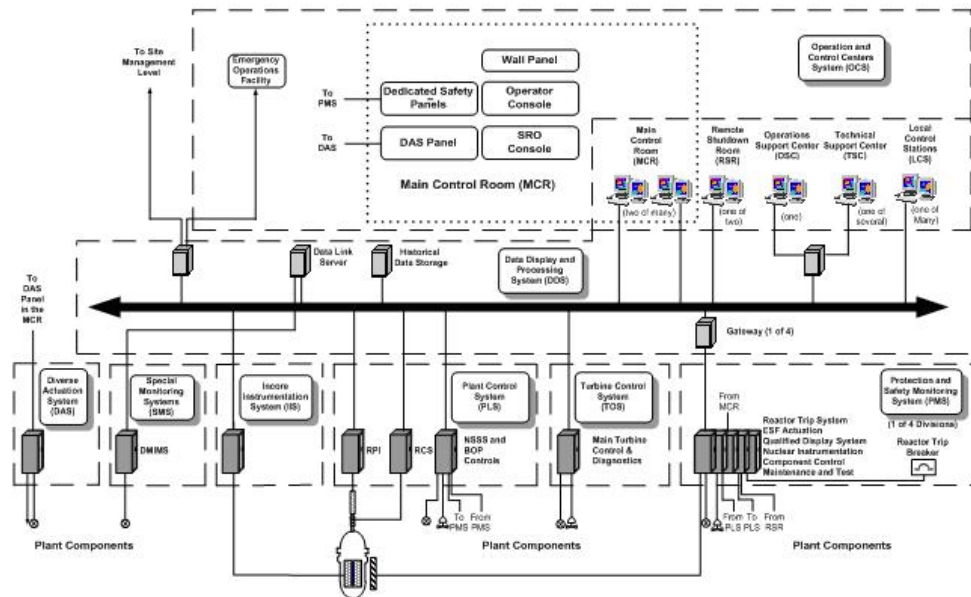 To Site
Management
Level
Emergency
Operations
Facility
Wall Panel
To
PMS
Dedicated Safety
Panels
Operator
Console
To
DAS
DAS Panel
SRO
Console
Main Control Room (MCR)
Operation and
Control Centers
System (OCS)
Main
Control
Room
(MCR)
Remote
Shutdown
Room
(RSR)
Operations
Support Center
(OSC)
Technical
Support Center
(TSC)
Local
Control
Stations
(LCS)
(two of many)
(one of
two)
(one)
(one of
several)
(one of
Many)
Data Link
Server
Historical
Data Storage
Data Display and
Processing
System (DDS)
To
DAS
Panel
in the
MCR
Gateway (1 of 4)
Diverse
Actuation
System
(DAS)
Special
Monitoring
Systems
(SMS)
Incore
Instrumentation
System (IIS)
Plant Control
System
(PLS)
Turbine Control
System
(TOS)
Protection and
Safety Monitoring
System (PMS)
(1 of 4 Divisions)
From
MCR
DMIMS
RPI
RCS
NSSS and
BOP
Controls
Main Turbine
Control &
Diagnostics
Reactor Trip System
ESF Actuation
Qualified Display System
Nuclear Instrumentation
Component Control
Maintenance and Test
Reactor Trip
Breaker
To
PMS
From
PMS
From
PLS
To
PLS
From
RSR
Plant Components
Plant Components
Plant Components